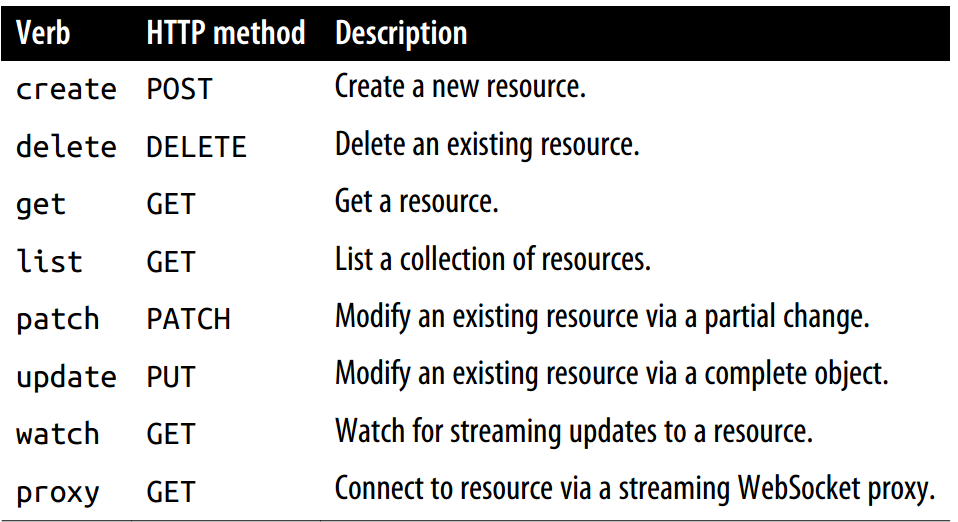 Verb HTTP method Description
create POST Create a new resource.
delete DELETE Delete an existing resource.
get GET Get a resource.
list GET List a collection of resources.
patch PATCH Modify an existing resource via a partial change.
update PUT Modify an existing resource via a complete object.
watch GET Watch for streaming updates to a resource.
proxy GET Connect to resource via a streaming WebSocket proxy.